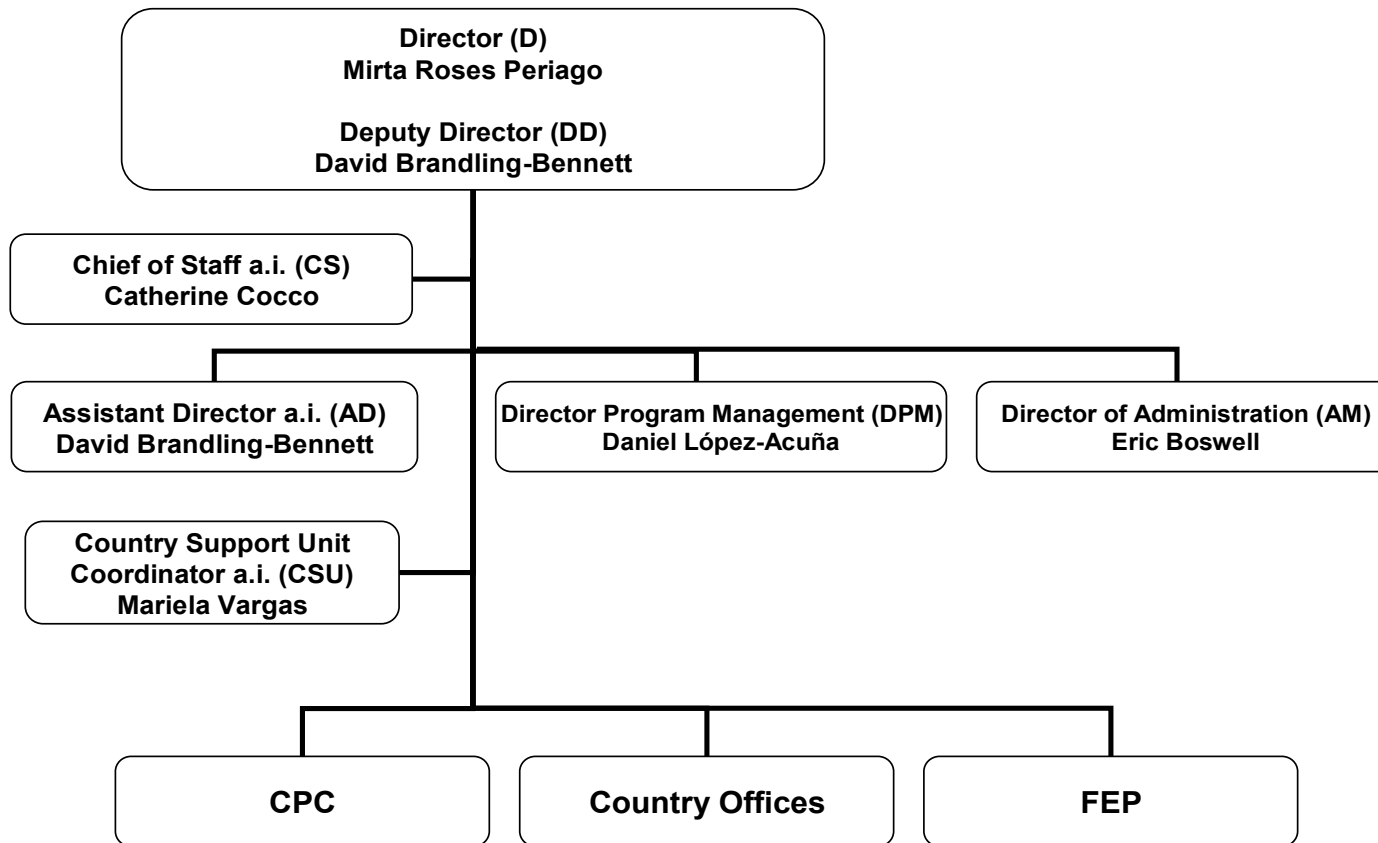 Director (D)
Mirta Roses Periago
Deputy Director (DD)
David Brandling-Bennett
Chief of Staff a.i. (CS)
Catherine Cocco
Assistant Director a.i. (AD)
David Brandling-Bennett
Director Program Management (DPM)
Daniel López-Acuña
Director of Administration (AM)
Eric Boswell
Country Support Unit
Coordinator a.i. (CSU)
Mariela Vargas
CPC
Country Offices
FEP